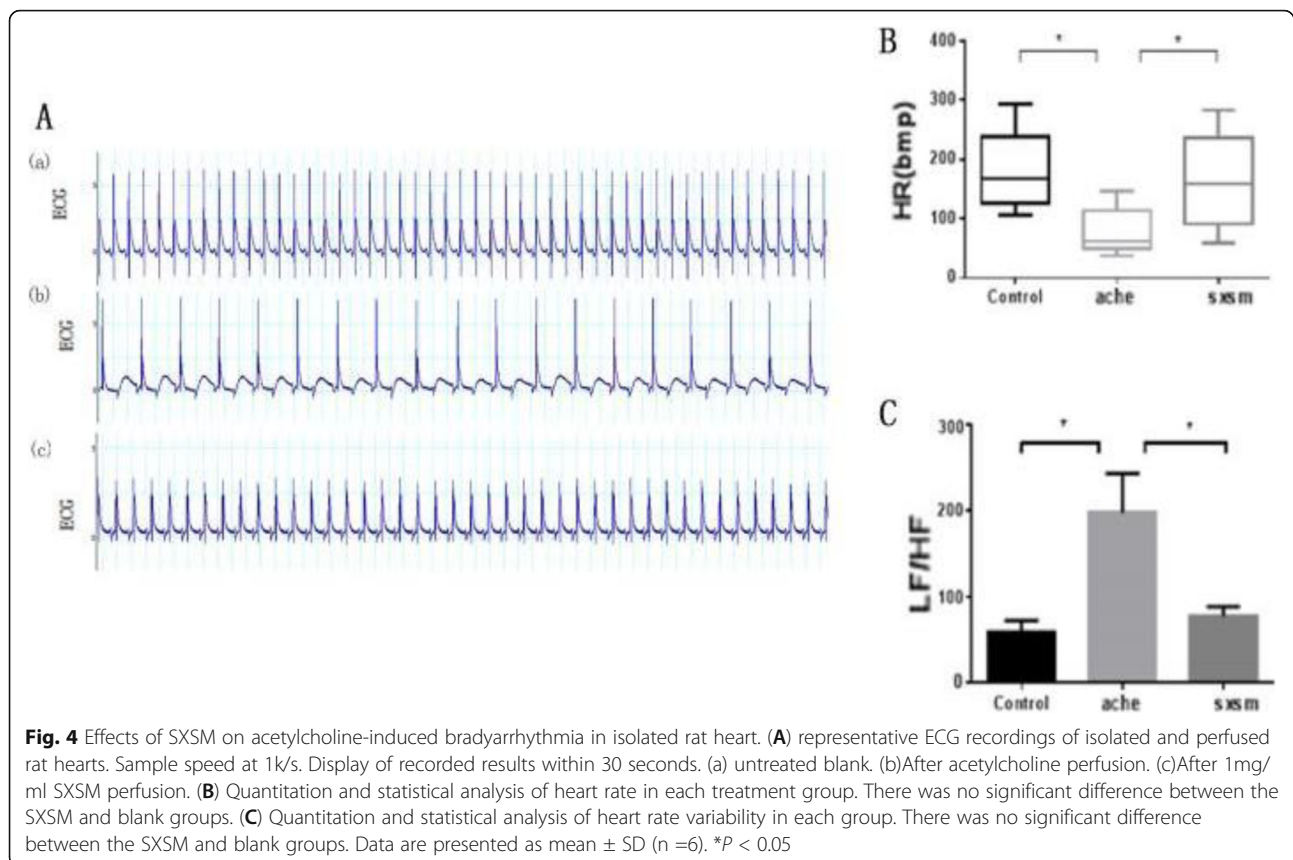 A
(a)
ECG
(b)
ECG
(c)
ECG
B
HR(bmp)
400
300
200
100
0
*
*
Control
ache
sxsm
C
LF/HF
300
200
100
0
*
*
Control
ache
sxsm
Fig. 4 Effects of SXSM on acetylcholine-induced bradyarrhythmia in isolated rat heart. (A) representative ECG recordings of isolated and perfused
rat hearts. Sample speed at 1k/s. Display of recorded results within 30 seconds. (a) untreated blank. (b)After acetylcholine perfusion. (c)After 1mg/
ml SXSM perfusion. (B) Quantitation and statistical analysis of heart rate in each treatment group. There was no significant difference between the
SXSM and blank groups. (C) Quantitation and statistical analysis of heart rate variability in each group. There was no significant difference
between the SXSM and blank groups. Data are presented as mean ± SD (n =6). *P < 0.05